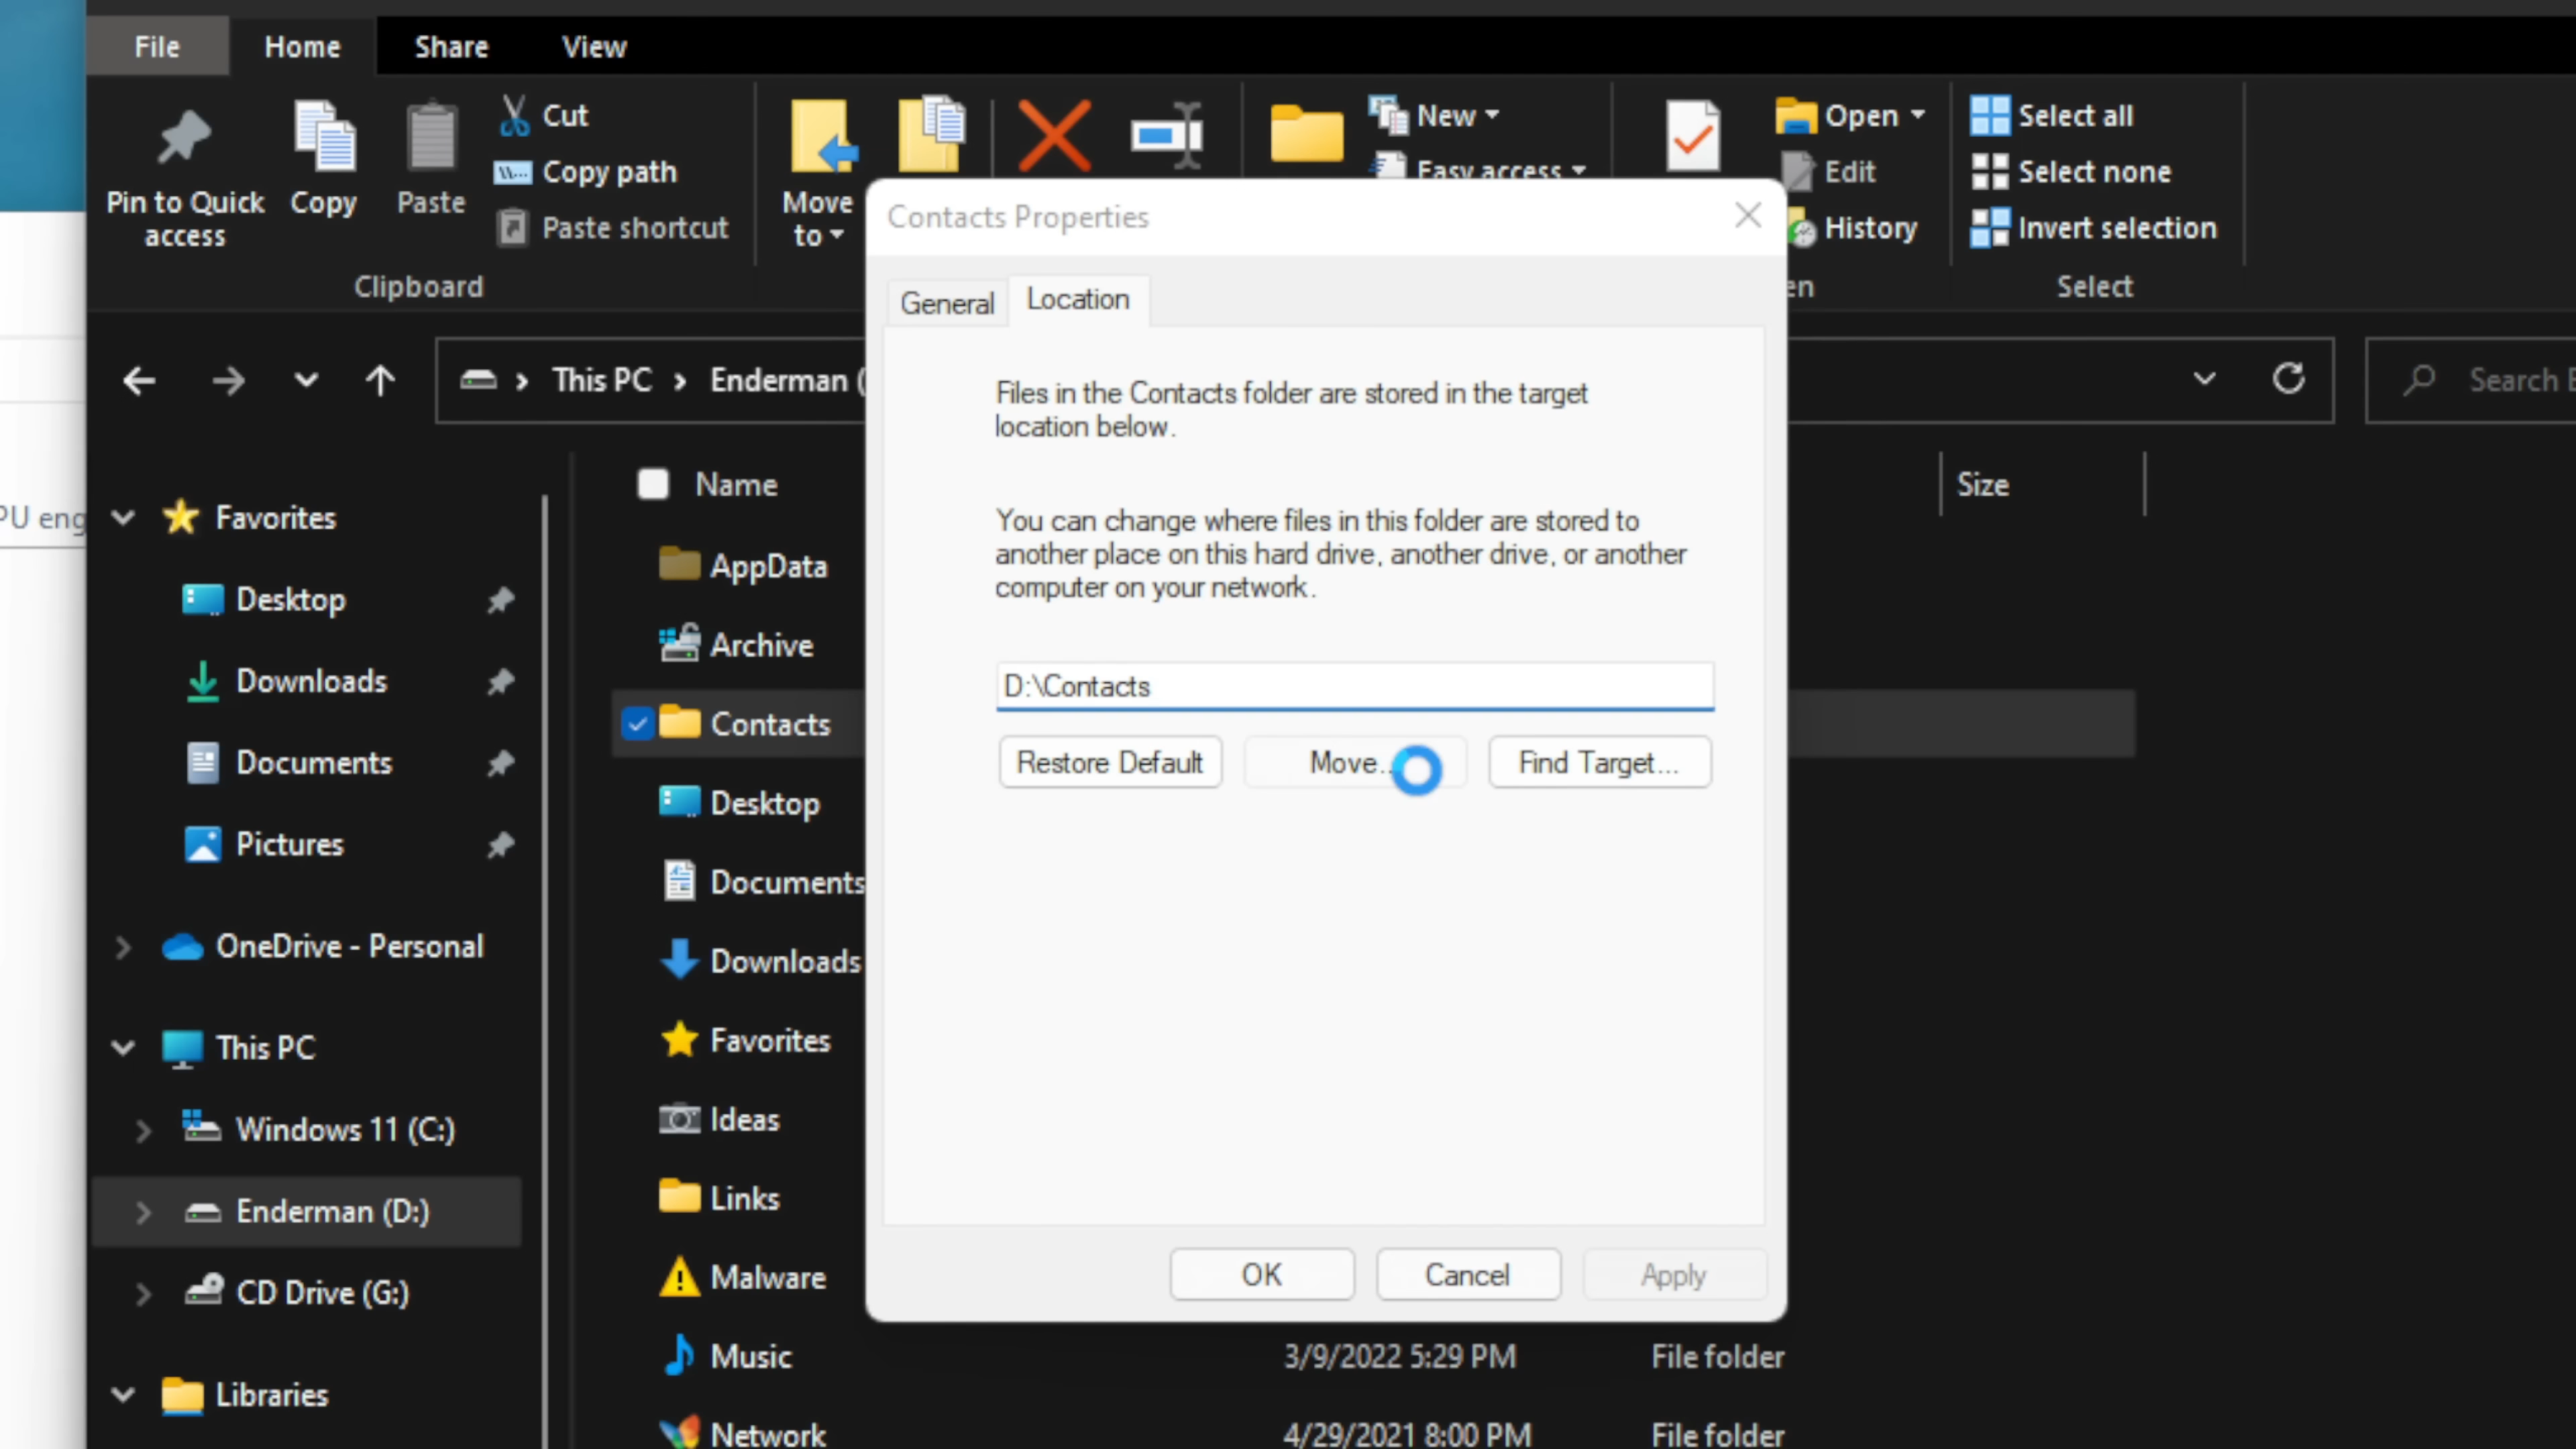 File
Home
Share
View
Pin to Quick
access
Copy
Paste
Cut
Copy path
Paste shortcut
Clipboard
Move
to
New
Easy access
Open
Edit
History
en
Select all
Select none
Invert selection
Select
This PC
Enderman (
Search
PU eng
Favorites
Desktop
Downloads
Documents
Pictures
OneDrive - Personal
This PC
Windows 11 (C:)
Enderman (D:)
CD Drive (G:)
Libraries
Name
Size
AppData
Archive
Contacts
Desktop
Documents
Downloads
Favorites
Ideas
Links
Malware
Music
3/9/2022 5:29 PM
File folder
Network
4/29/2021 8:00 PM
File folder
Contacts Properties
General
Location
Files in the Contacts folder are stored in the target
location below.
You can change where files in this folder are stored to
another place on this hard drive, another drive, or another
computer on your network.
D:\Contacts
Restore Default
Move...
Find Target...
OK
Cancel
Apply